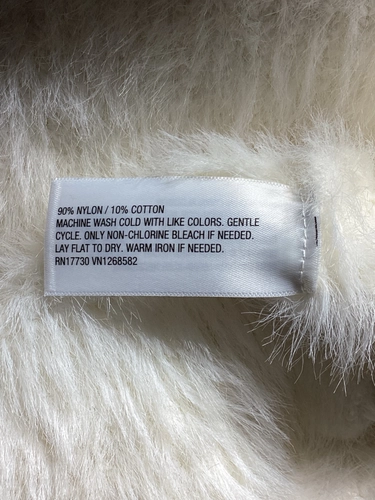 90% NYLON / 10% COTTON
MACHINE WASH COLD WITH LIKE COLORS. GENTLE
CYCLE. ONLY NON-CHLORINE BLEACH IF NEEDED.
LAY FLAT TO DRY. WARM IRON IF NEEDED.
RN17730 VN1268582